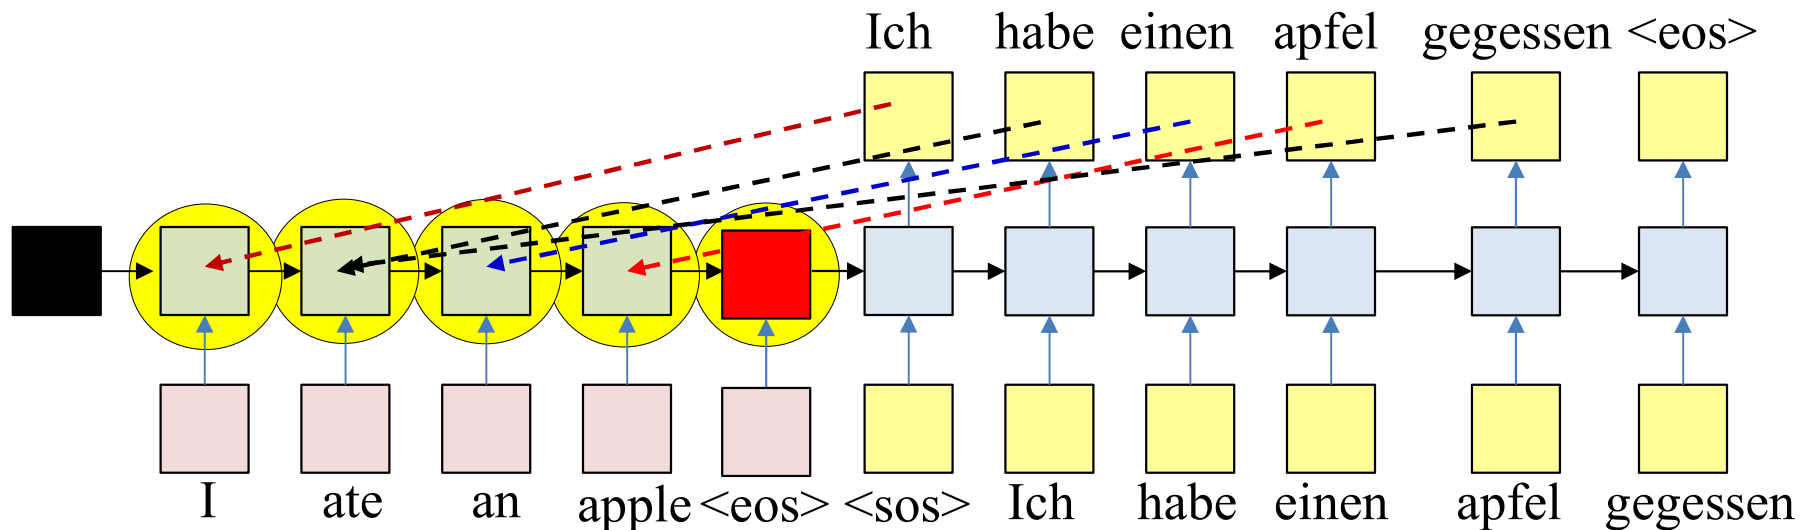 Ich habe einen apfel gegessen <eos>
I ate an apple <eos> <sos> Ich habe einen apfel gegessen